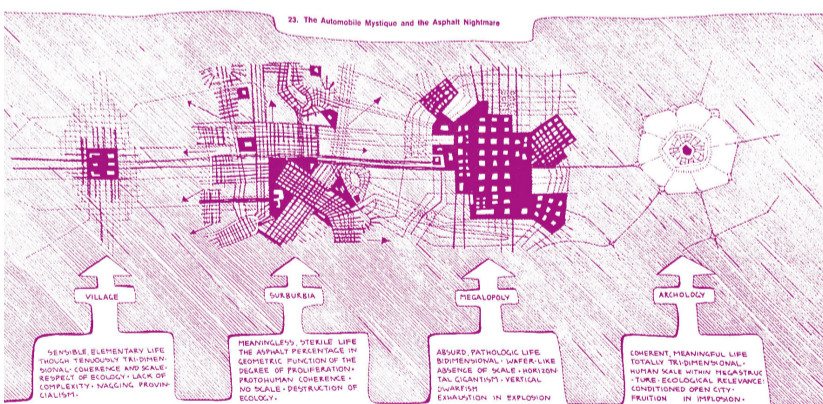 23. The Automobile Mystique and the Asphalt Nightmare
VILLAGE
SENSIBLE, ELEMENTARY LIFE
THOUGH TENUOUSLY TRI·DIMEN-
SIONAL· COHERENCE AND SCALE·
RESPECT OF ECOLOGY· LACK OF
COMPLEXITY· NAGGING PROVIN-
CIALISM.
SURBURBIA
MEANINGLESS, STERILE LIFE
THE ASPHALT PERCENTAGE IN
GEOMETRIC FUNCTION OF THE
DEGREE OF PROLIFERATION·
PROTOHUMAN COHERENCE·
NO SCALE· DESTRUCTION OF
ECOLOGY.
MEGALOPOLY
ABSURD, PATHOLOGIC LIFE
BIDIMENSIONAL· WAFER-LIKE
ABSENCE OF SCALE· HORIZON-
TAL GIGANTISM· VERTICAL
DWARFISM
EXHAUSTION IN EXPLOSION
ARCHOLOGY
COHERENT, MEANINGFUL LIFE
TOTALLY TRI·DIMENSIONAL·
HUMAN SCALE WITHIN MEGASTRUC
·TURE· ECOLOGICAL RELEVANCE:
CONDITIONED OPEN CITY·
FRUITION IN IMPLOSION·